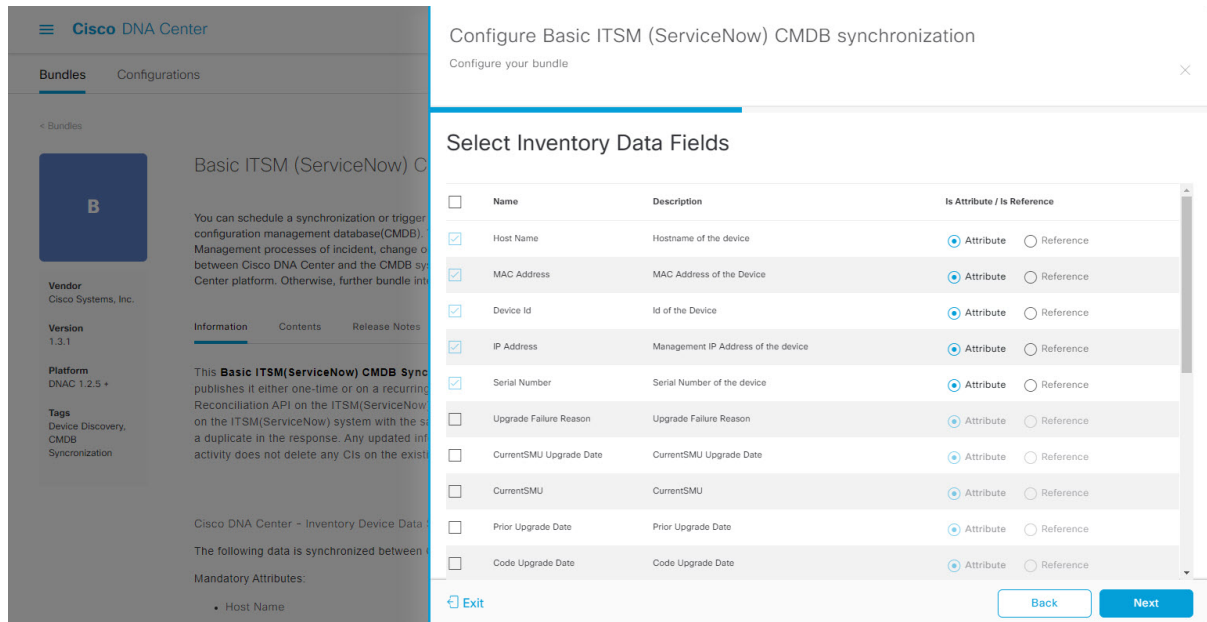 Cisco DNA Center
Bundles Configurations
< Bundles
B
Vendor
Cisco Systems, Inc.
Version
1.3.1
Platform
DNAC 1.2.5 +
Tags
Device Discovery,
CMDB
Syncronization
Basic ITSM (ServiceNow) C
You can schedule a synchronization or trigger
configuration management database(CMDB).
Management processes of incident, change o
between Cisco DNA Center and the CMDB sy
Center platform. Otherwise, further bundle int
Information Contents Release Notes
This Basic ITSM(ServiceNow) CMDB Sync
publishes it either one-time or on a recurring
Reconciliation API on the ITSM(ServiceNow
on the ITSM(ServiceNow) system with the sa
a duplicate in the response. Any updated inf
activity does not delete any CIs on the existi
Cisco DNA Center - Inventory Device Data
The following data is synchronized between
Mandatory Attributes:
• Host Name
Configure Basic ITSM (ServiceNow) CMDB synchronization
Configure your bundle
Select Inventory Data Fields
Name Description Is Attribute / Is Reference
Host Name Hostname of the device Attribute Reference
MAC Address MAC Address of the Device Attribute Reference
Device Id Id of the Device Attribute Reference
IP Address Management IP Address of the device Attribute Reference
Serial Number Serial Number of the device Attribute Reference
Upgrade Failure Reason Upgrade Failure Reason Attribute Reference
CurrentSMU Upgrade Date CurrentSMU Upgrade Date Attribute Reference
CurrentSMU CurrentSMU Attribute Reference
Prior Upgrade Date Prior Upgrade Date Attribute Reference
Code Upgrade Date Code Upgrade Date Attribute Reference
Exit Back Next